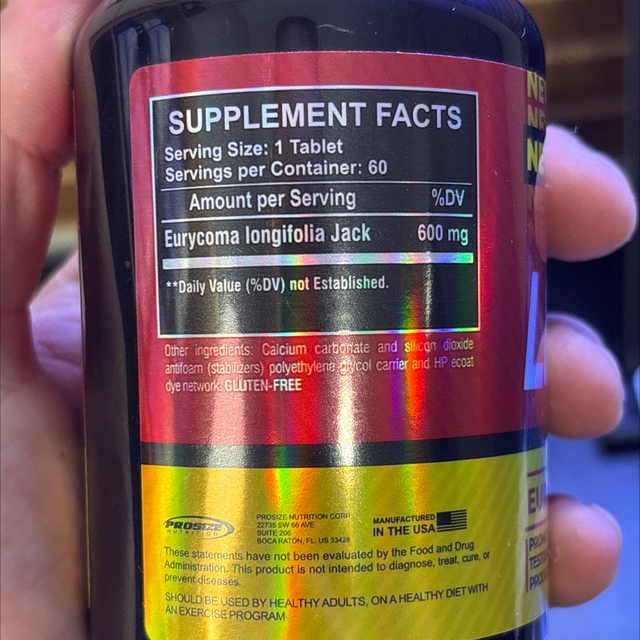 SUPPLEMENT FACTS
Serving Size: 1 Tablet
Servings per Container: 60
Amount per Serving %DV
Eurycoma longifolia Jack 600 mg
**Daily Value (%DV) not Established.
Other ingredients: Calcium carbonate and silicon dioxide
antifoam (stabilizers) polyethylene glycol carrier and HP ecoat
dye network GLUTEN-FREE
PROSIZE
NUTRITION
PROSIZE NUTRITION CORP
22735 SW 66 AVE
SUITE 206
BOCA RATON, FL US 33428
MANUFACTURED
IN THE USA
These statements have not been evaluated by the Food and Drug
Administration. This product is not intended to diagnose, treat, cure, or
prevent diseases.
SHOULD BE USED BY HEALTHY ADULTS, ON A HEALTHY DIET WITH
AN EXERCISE PROGRAM